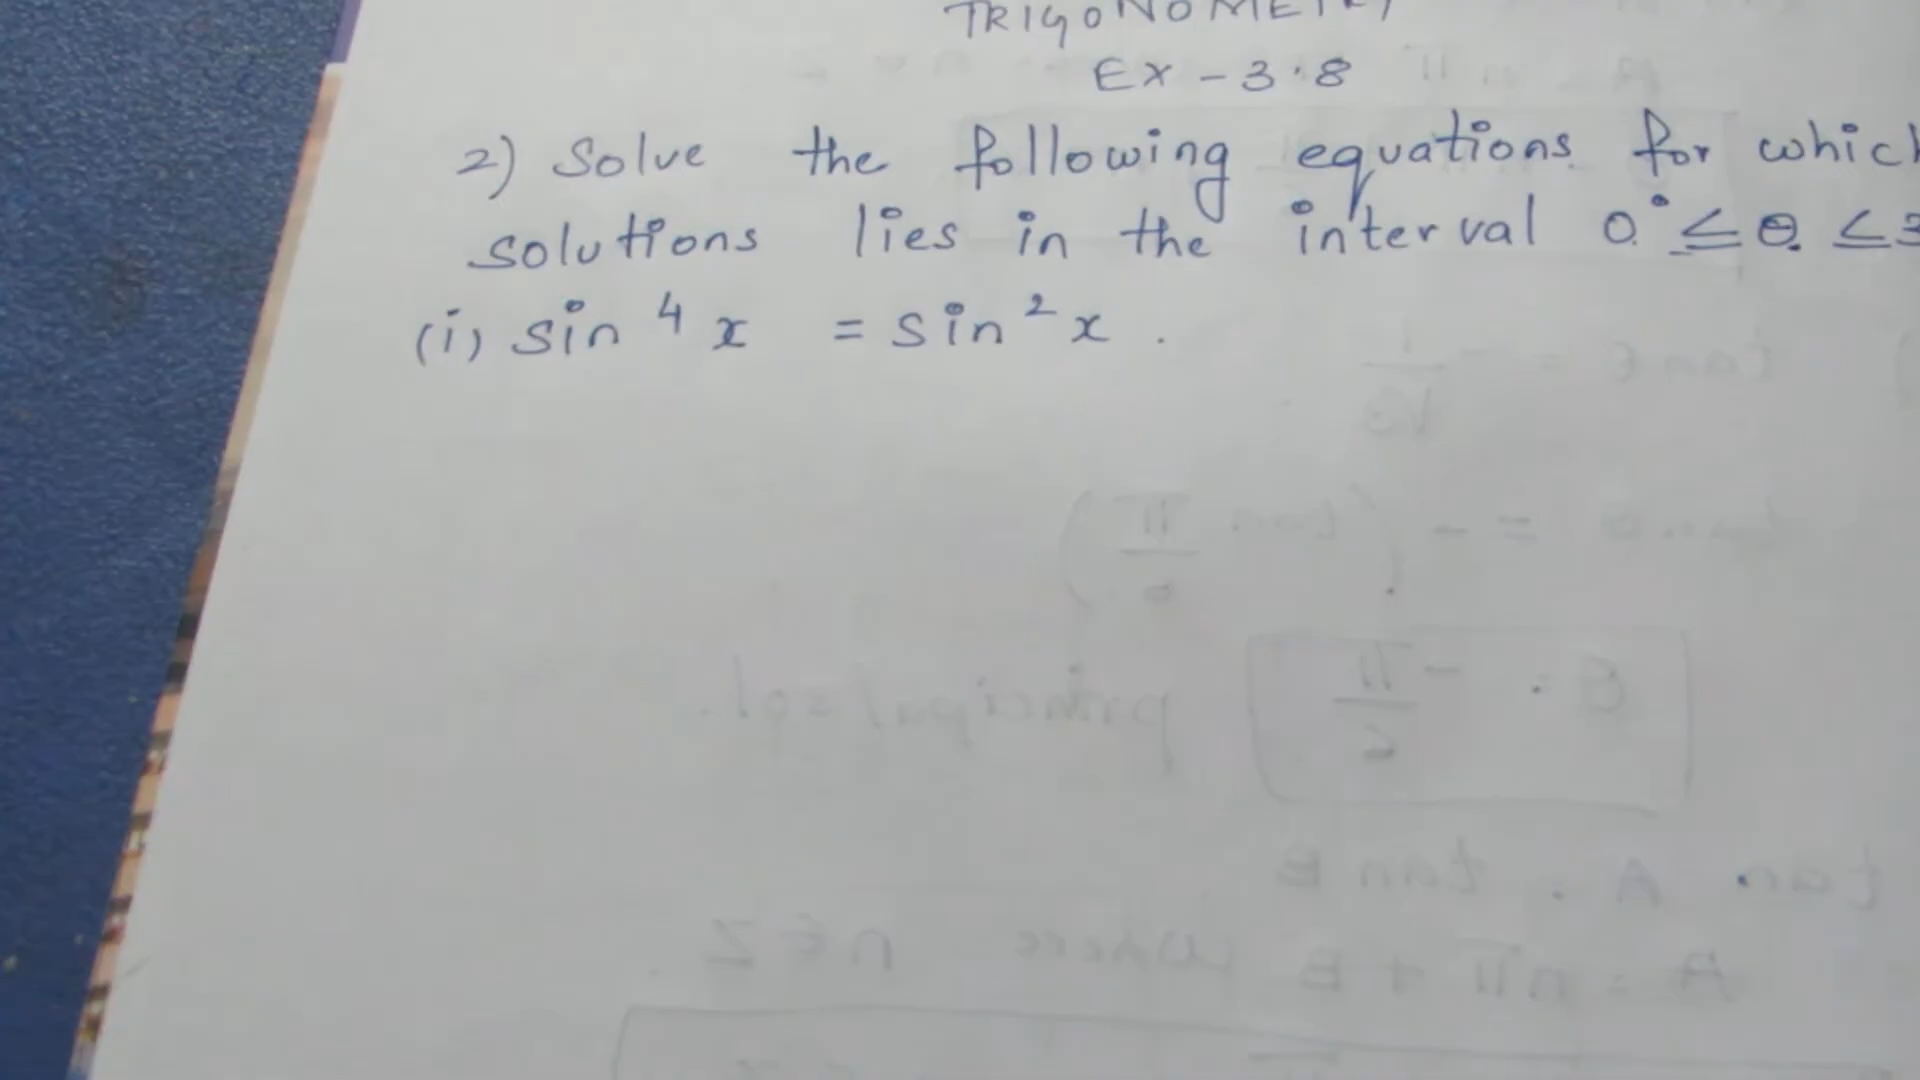 TRIGONOMETRY
EX - 3.8
2) Solve the following equations for which
solutions lies in the interval 0° ≤ θ <3
(i) sin⁴x = sin²x .